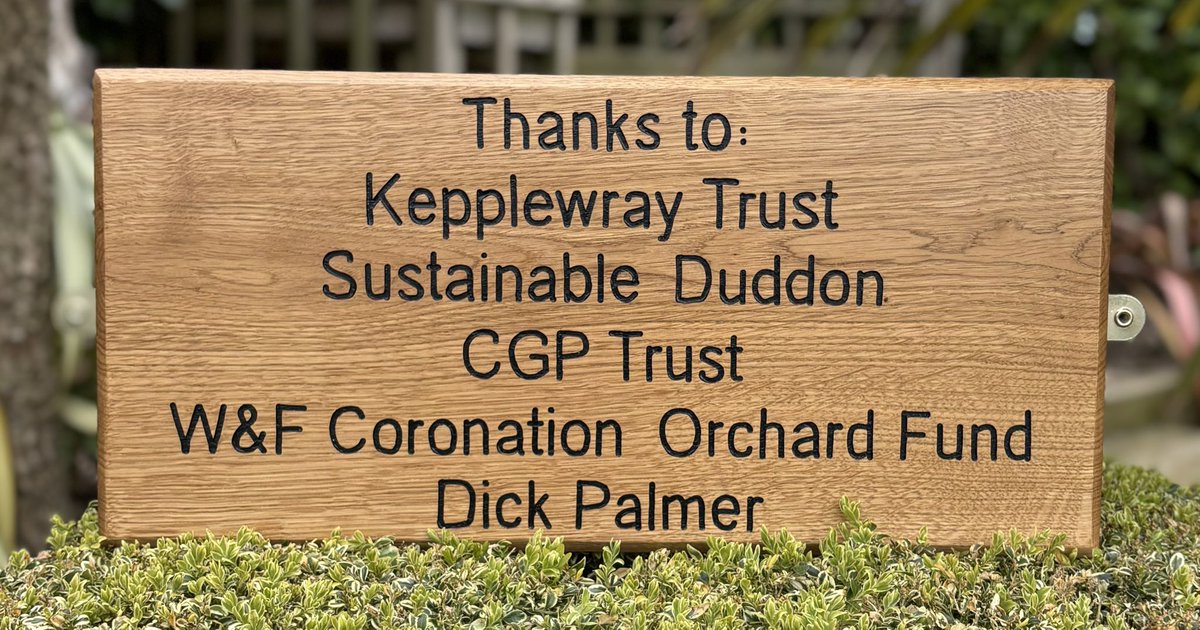 Thanks to:
Kepplewray Trust
Sustainable Duddon
CGP Trust
W&F Coronation Orchard Fund
Dick Palmer